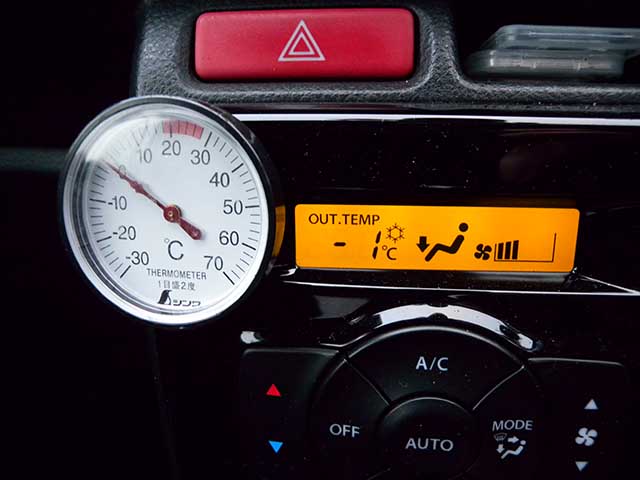 10 20 30
40
-10 50
-20 60
-30 70
℃
THERMOMETER
1目盛2度
シンワ
OUT.TEMP
- 1 ℃
A/C
OFF
AUTO
MODE